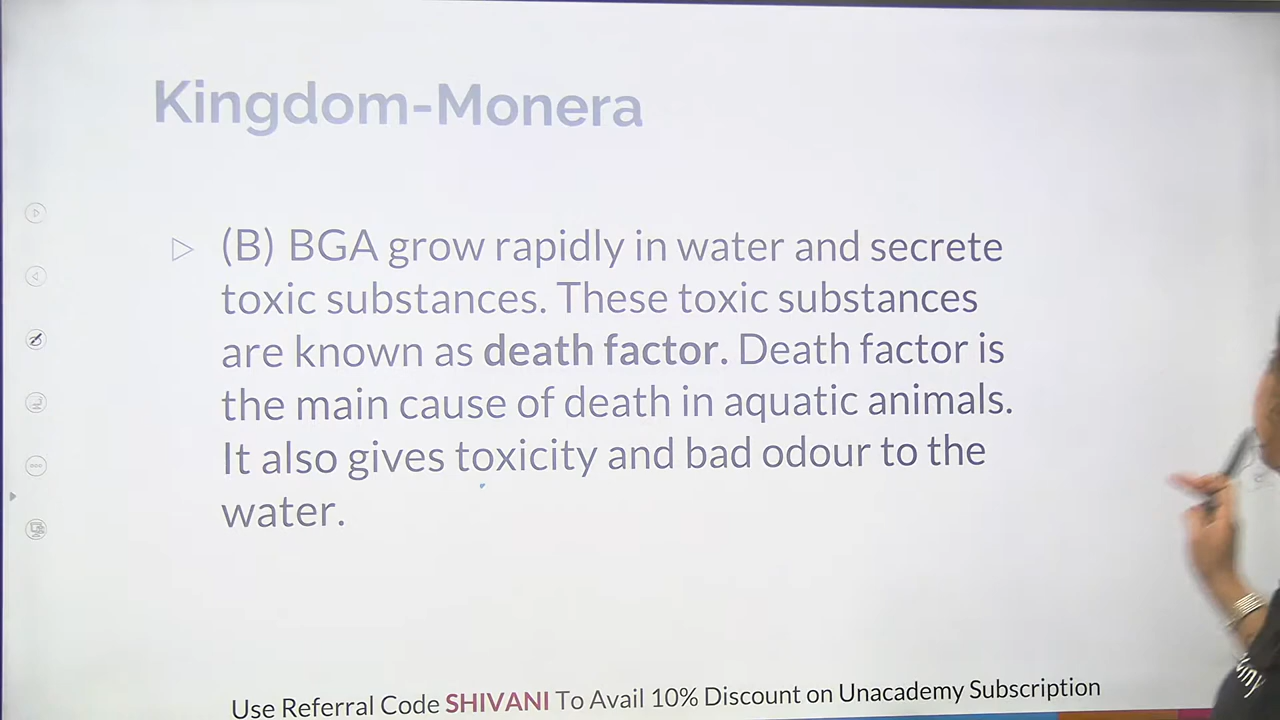 Kingdom-Monera
(B) BGA grow rapidly in water and secrete
toxic substances. These toxic substances
are known as death factor. Death factor is
the main cause of death in aquatic animals.
It also gives toxicity and bad odour to the
water.
Use Referral Code SHIVANI To Avail 10% Discount on Unacademy Subscription